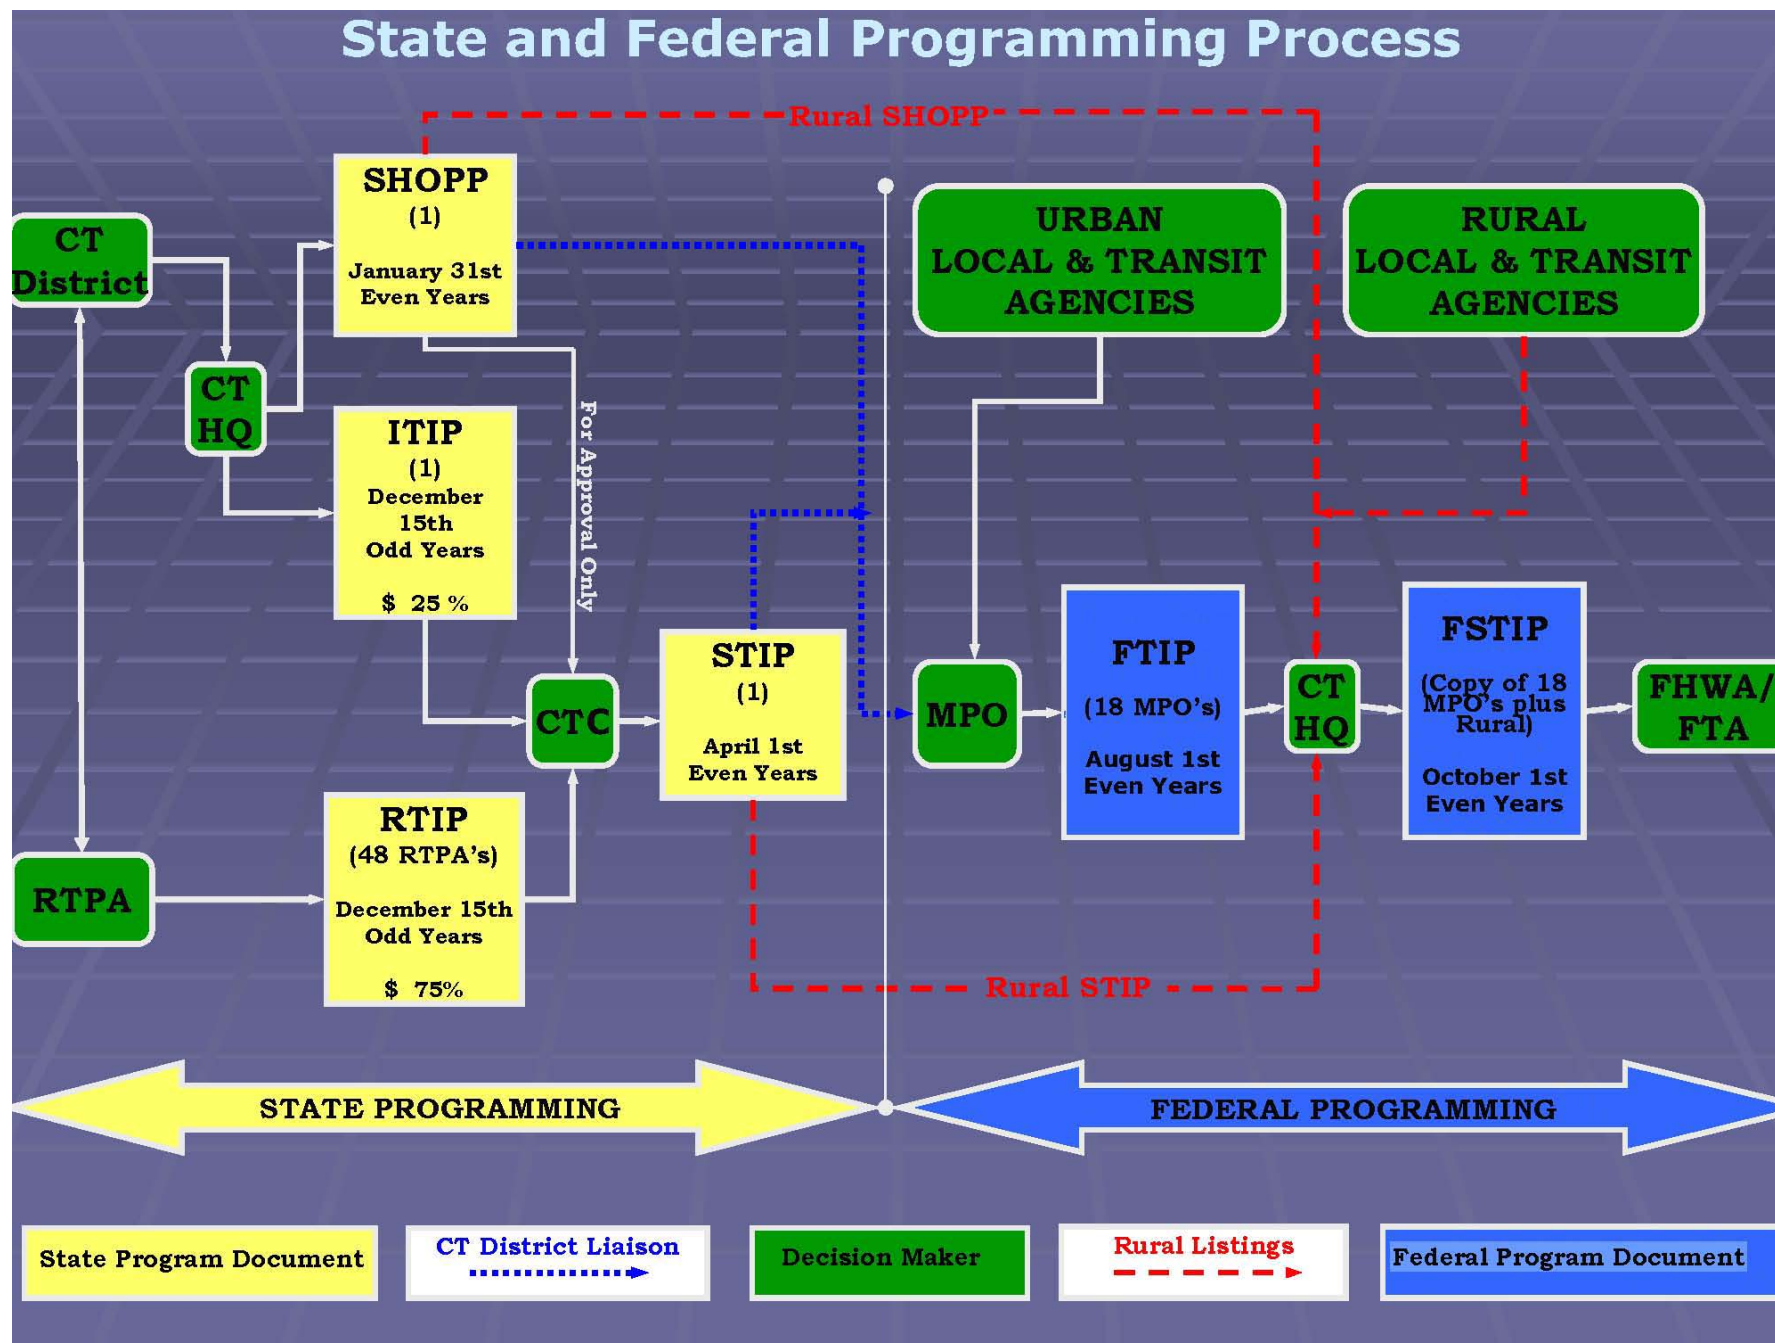 State and Federal Programming Process
Rural SHOPP
SHOPP
(1)
January 31st
Even Years
CT
District
URBAN
LOCAL & TRANSIT
AGENCIES
RURAL
LOCAL & TRANSIT
AGENCIES
CT
HQ
ITIP
(1)
December
15th
Odd Years
$ 25 %
For Approval Only
STIP
(1)
April 1st
Even Years
CTC
MPO
FTIP
(18 MPO's)
August 1st
Even Years
CT
HQ
FSTIP
(Copy of 18
MPO's plus
Rural)
October 1st
Even Years
FHWA/
FTA
RTPA
RTIP
(48 RTPA's)
December 15th
Odd Years
$ 75%
Rural STIP
STATE PROGRAMMING
FEDERAL PROGRAMMING
State Program Document
CT District Liaison
Decision Maker
Rural Listings
Federal Program Document